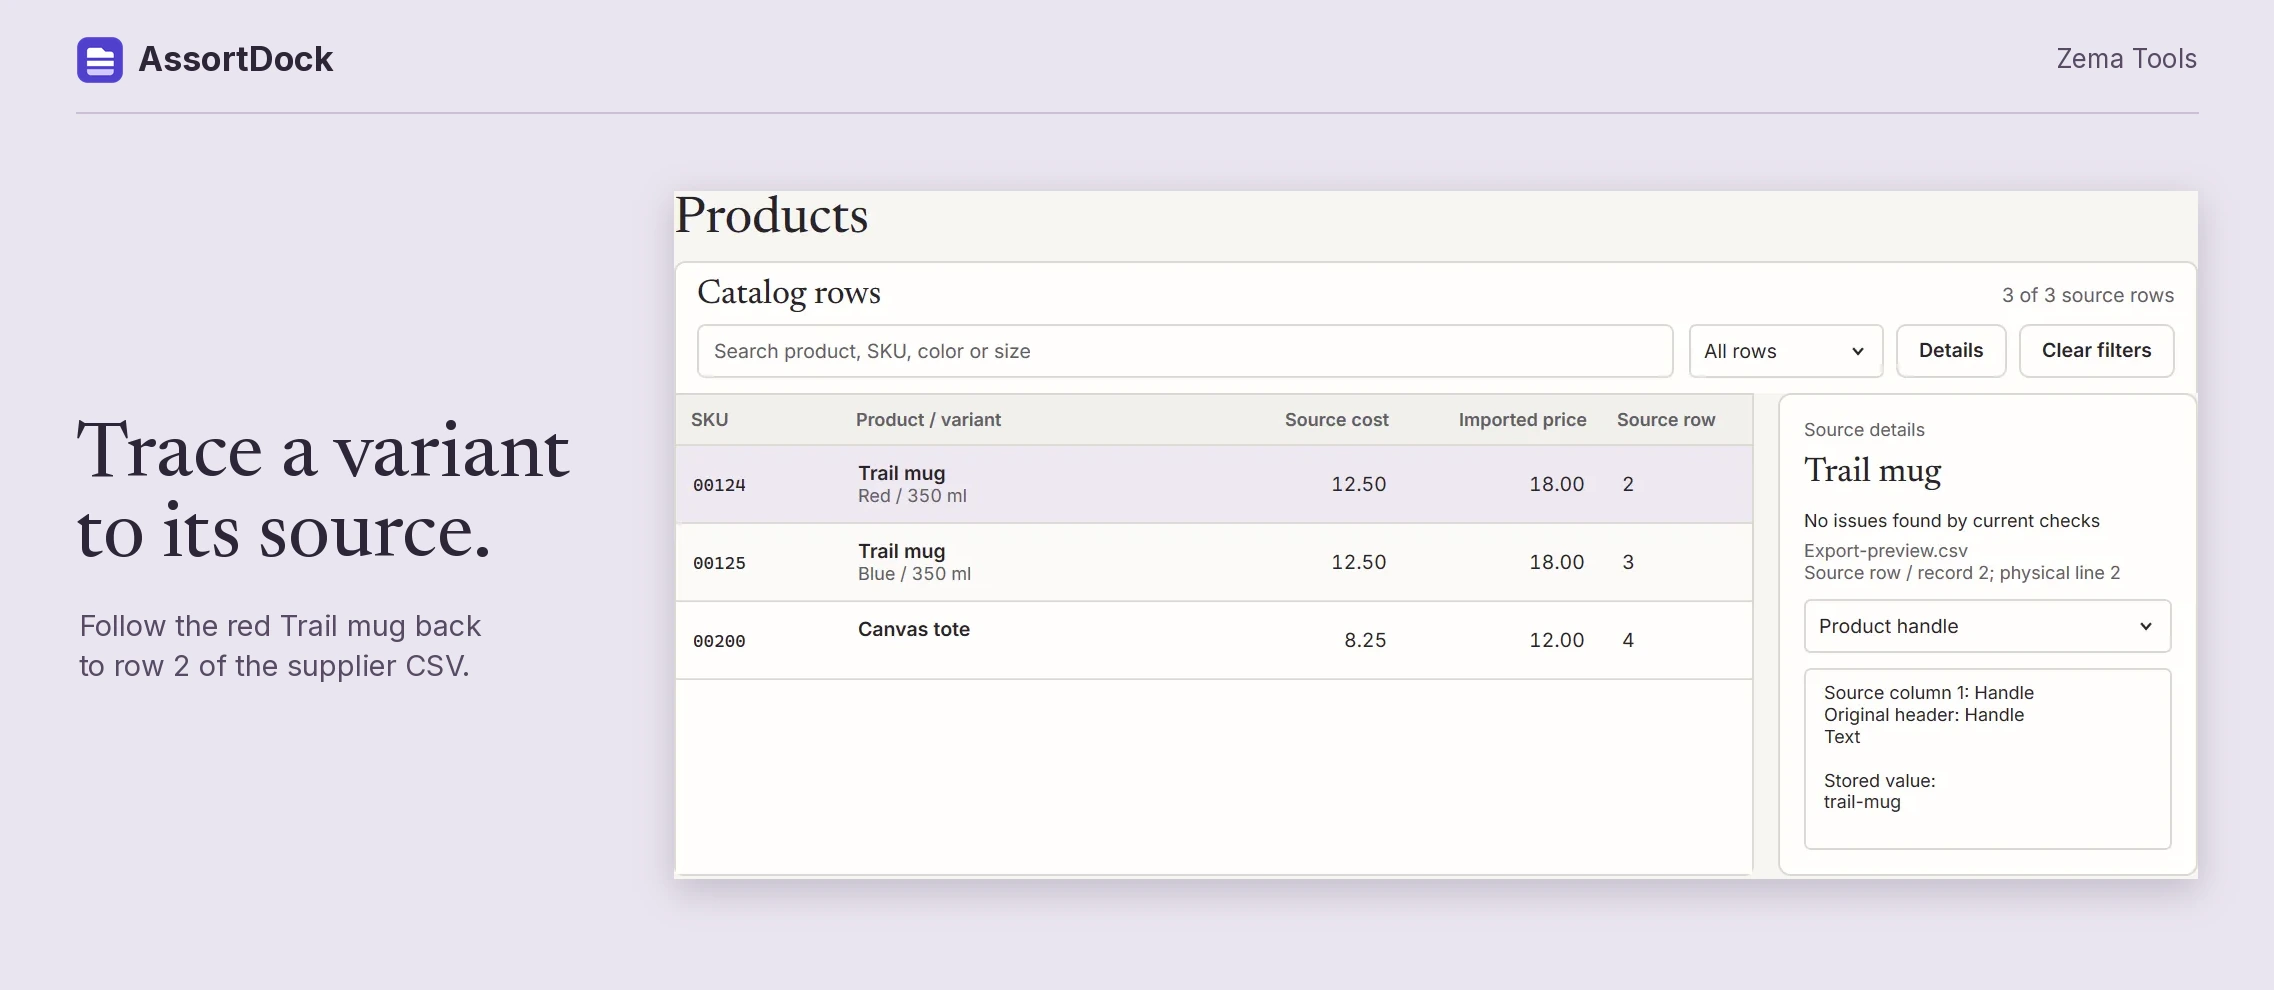 AssortDock
Zema Tools
Trace a variant
to its source.
Follow the red Trail mug back
to row 2 of the supplier CSV.
Products
Catalog rows
3 of 3 source rows
Search product, SKU, color or size
All rows
Details
Clear filters
SKU Product / variant Source cost Imported price Source row
00124 Trail mug 12.50 18.00 2
Red / 350 ml
00125 Trail mug 12.50 18.00 3
Blue / 350 ml
00200 Canvas tote 8.25 12.00 4
Source details
Trail mug
No issues found by current checks
Export-preview.csv
Source row / record 2; physical line 2
Product handle
Source column 1: Handle
Original header: Handle
Text
Stored value:
trail-mug